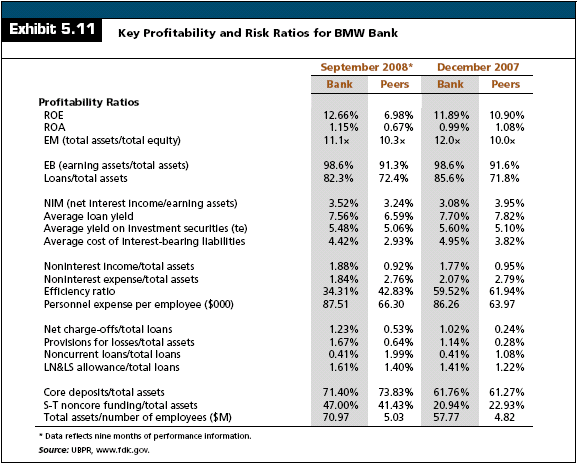 Exhibit 5.11 Key Profitability and Risk Ratios for BMW Bank
September 2008* December 2007
Bank Peers Bank Peers
Profitability Ratios
ROE 12.66% 6.98% 11.89% 10.90%
ROA 1.15% 0.67% 0.99% 1.08%
EM (total assets/total equity) 11.1× 10.3× 12.0× 10.0×
EB (earning assets/total assets) 98.6% 91.3% 98.6% 91.6%
Loans/total assets 82.3% 72.4% 85.6% 71.8%
NIM (net interest income/earning assets) 3.52% 3.24% 3.08% 3.95%
Average loan yield 7.56% 6.59% 7.70% 7.82%
Average yield on investment securities (te) 5.48% 5.06% 5.60% 5.10%
Average cost of interest-bearing liabilities 4.42% 2.93% 4.95% 3.82%
Noninterest income/total assets 1.88% 0.92% 1.77% 0.95%
Noninterest expense/total assets 1.84% 2.76% 2.07% 2.79%
Efficiency ratio 34.31% 42.83% 59.52% 61.94%
Personnel expense per employee ($000) 87.51 66.30 86.26 63.97
Net charge-offs/total loans 1.23% 0.53% 1.02% 0.24%
Provisions for losses/total assets 1.67% 0.64% 1.14% 0.28%
Noncurrent loans/total loans 0.41% 1.99% 0.41% 1.08%
LN&LS allowance/total loans 1.61% 1.40% 1.41% 1.22%
Core deposits/total assets 71.40% 73.83% 61.76% 61.27%
S-T noncore funding/total assets 47.00% 41.43% 20.94% 22.93%
Total assets/number of employees ($M) 70.97 5.03 57.77 4.82
* Data reflects nine months of performance information.
Source: UBPR, www.fdic.gov.